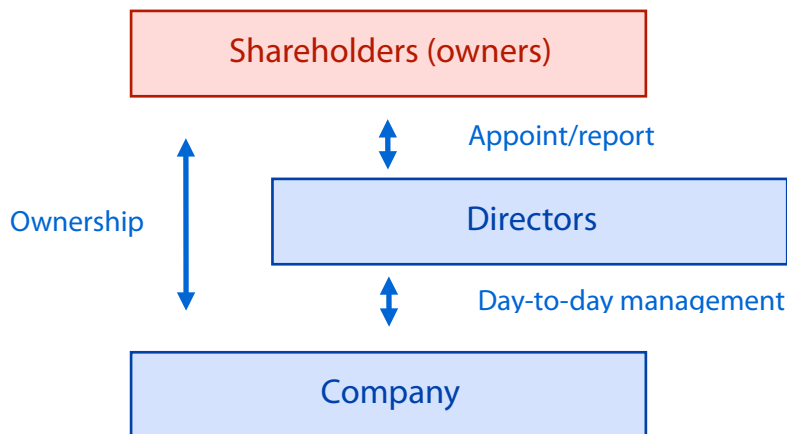 Shareholders (owners)
Appoint/report
Ownership
Directors
Day-to-day management
Company